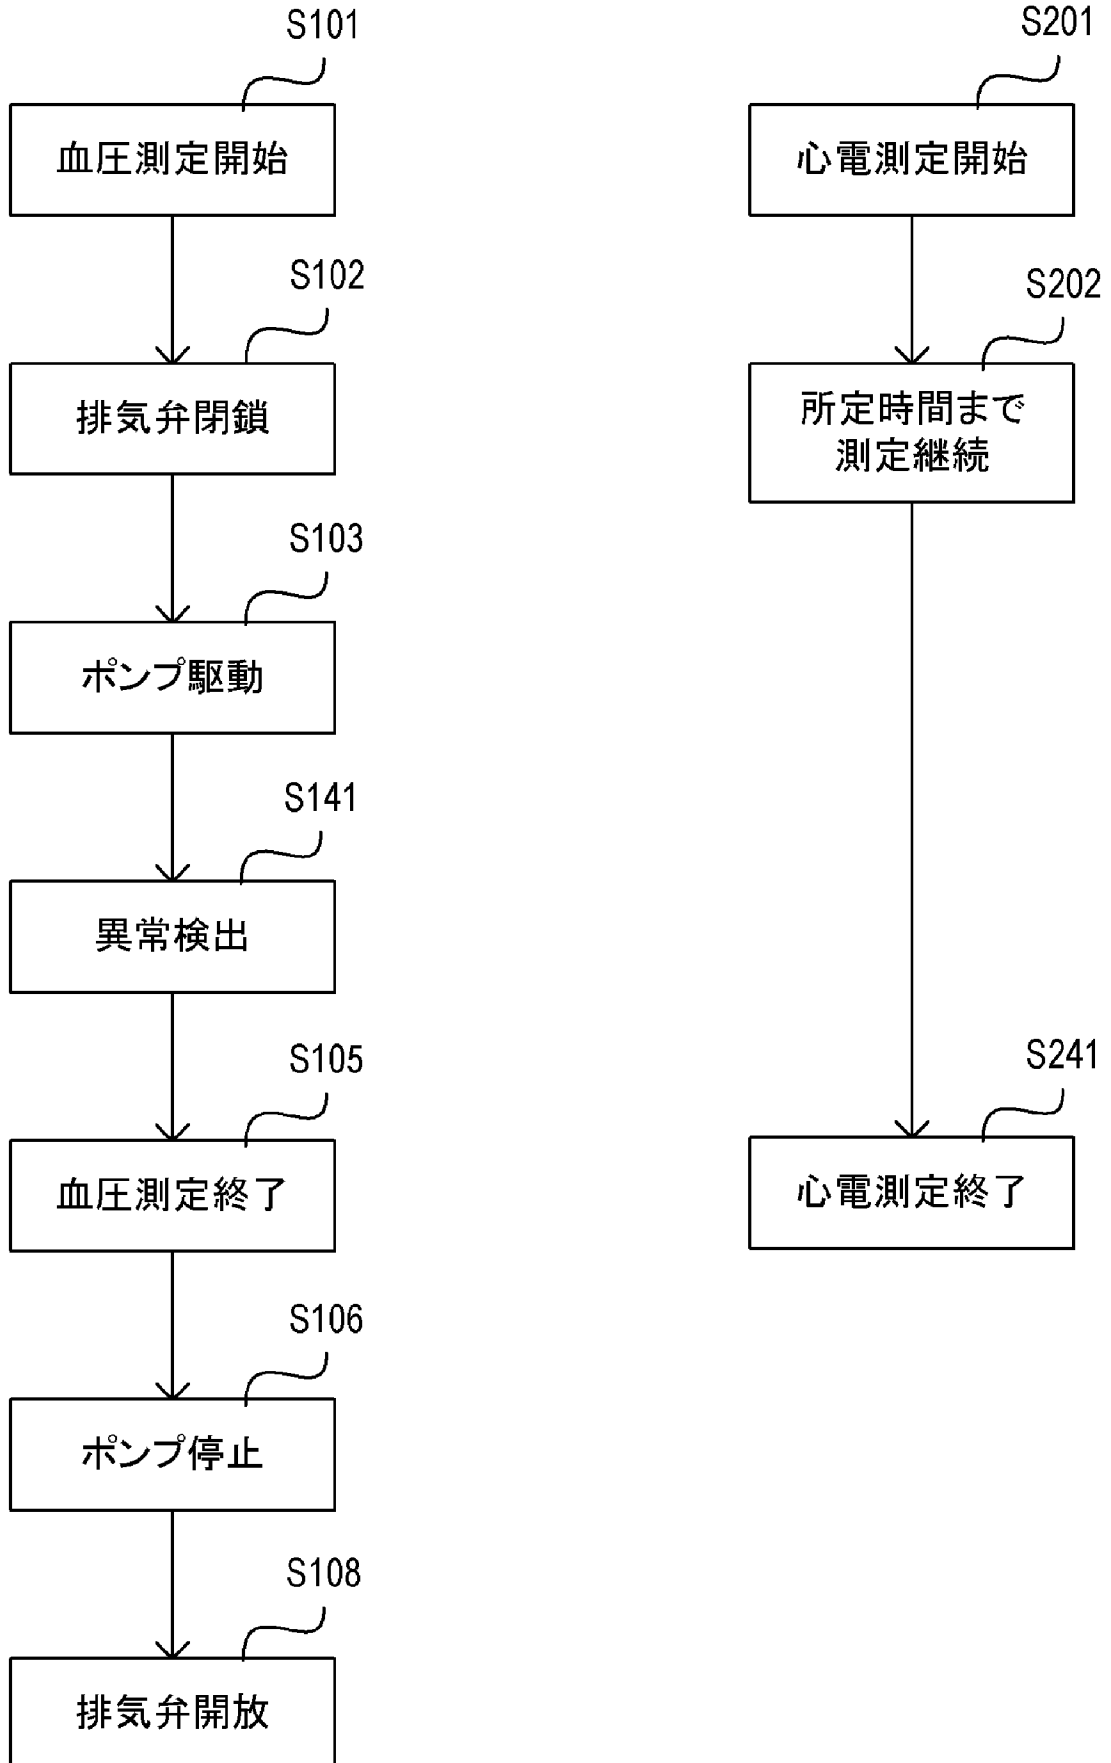 S101
血圧測定開始
S102
排気弁閉鎖
S103
ポンプ駆動
S141
異常検出
S105
血圧測定終了
S106
ポンプ停止
S108
排気弁開放
S201
心電測定開始
S202
所定時間まで
測定継続
S241
心電測定終了